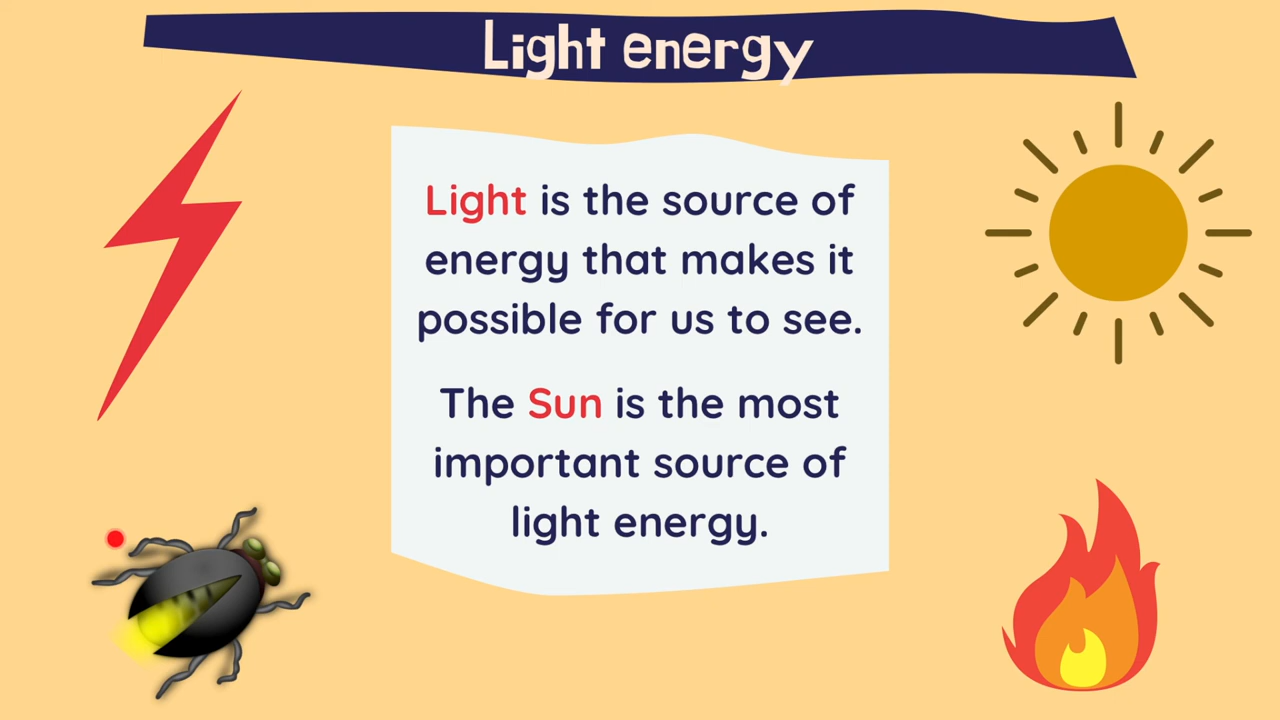 Light energy
Light is the source of
energy that makes it
possible for us to see.
The Sun is the most
important source of
light energy.